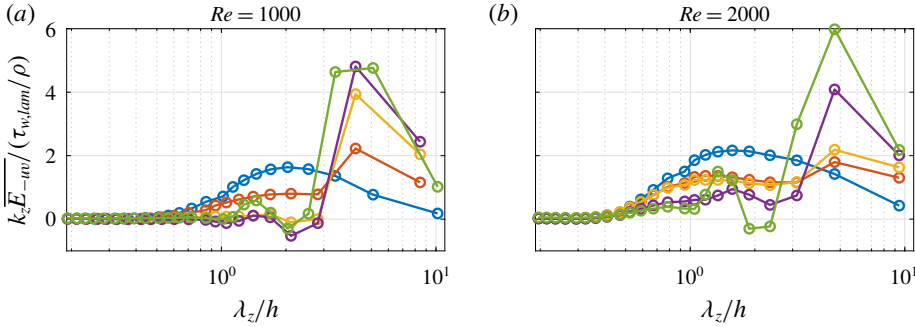 (a) Re = 1000
(b) Re = 2000
k_z \overline{E_{-uv}}/(τ_{w,lam}/ρ)
6
4
2
0
10^0 10^1
10^0 10^1
λ_z/h
λ_z/h